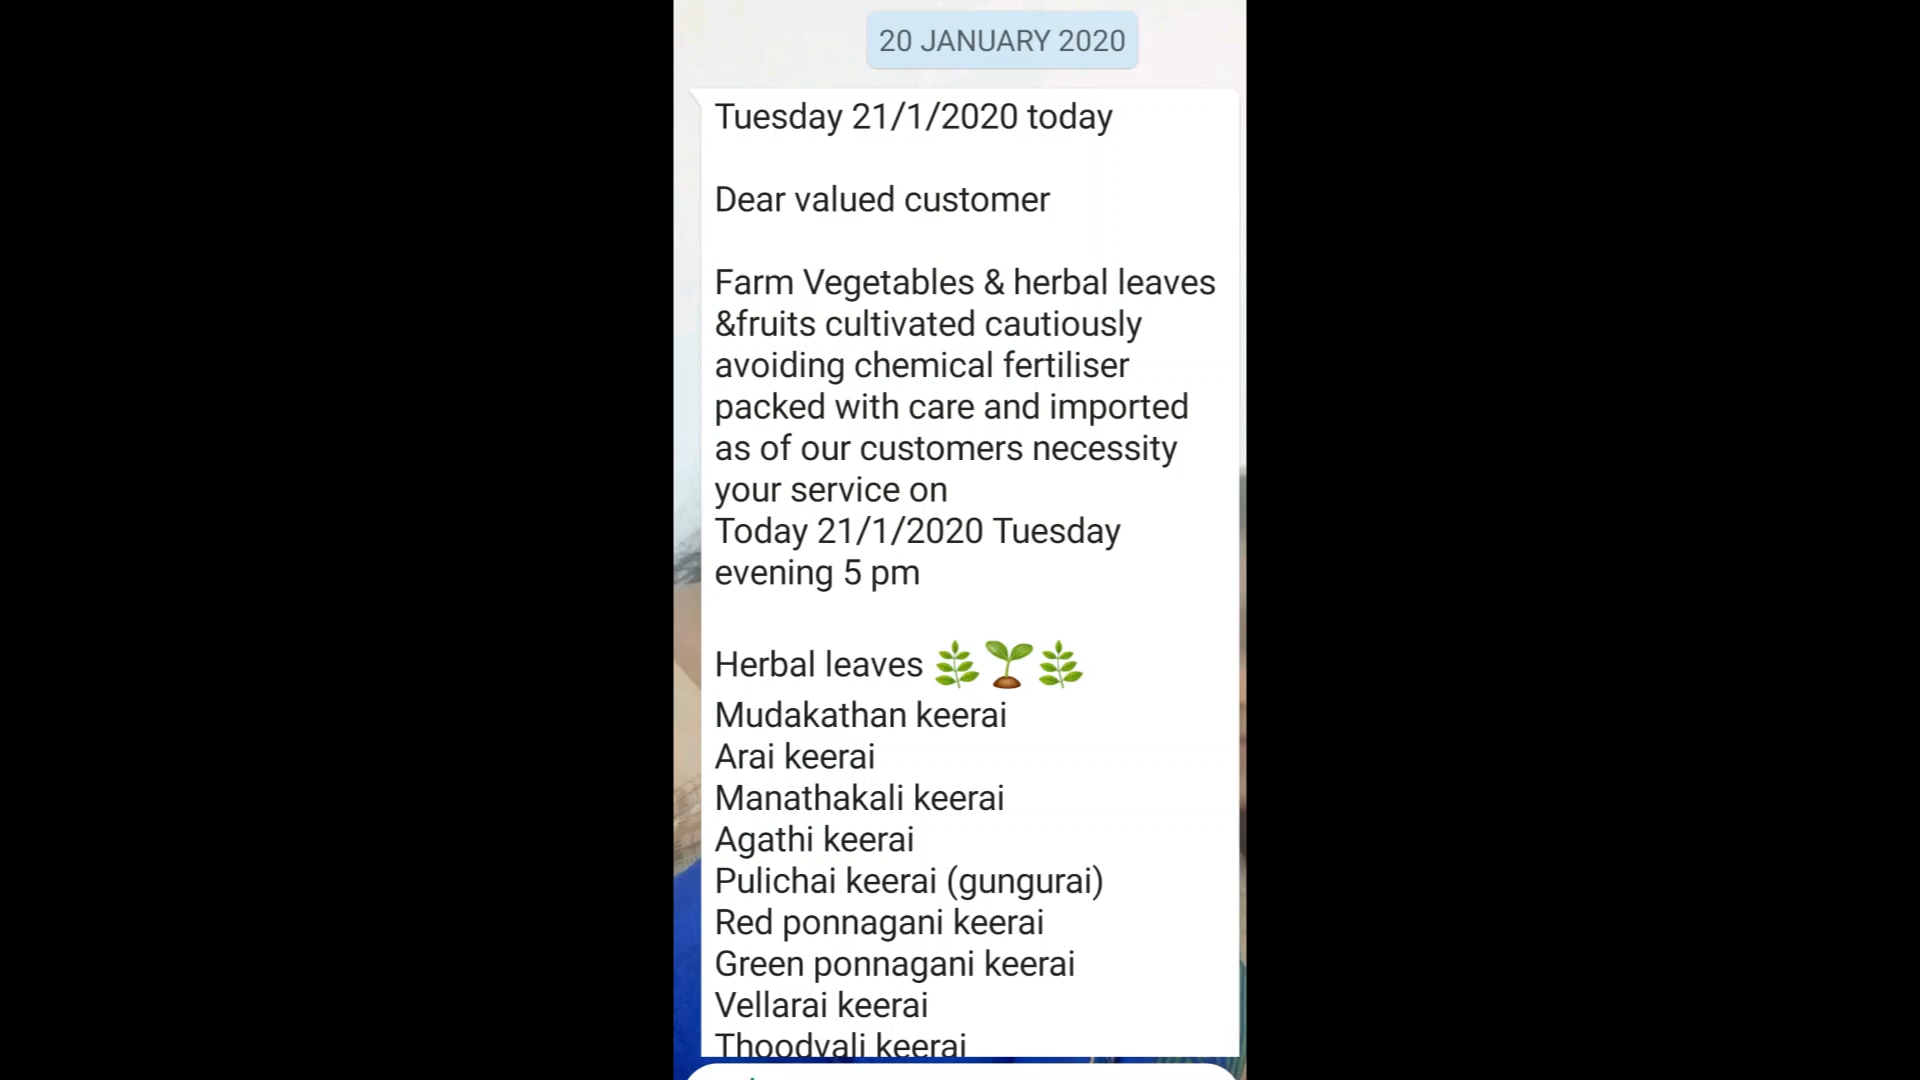 20 JANUARY 2020
Tuesday 21/1/2020 today
Dear valued customer
Farm Vegetables & herbal leaves
&fruits cultivated cautiously
avoiding chemical fertiliser
packed with care and imported
as of our customers necessity
your service on
Today 21/1/2020 Tuesday
evening 5 pm
Herbal leaves 🌿🌱🌿
Mudakathan keerai
Arai keerai
Manathakali keerai
Agathi keerai
Pulichai keerai (gungurai)
Red ponnagani keerai
Green ponnagani keerai
Vellarai keerai
Thoodvali keerai